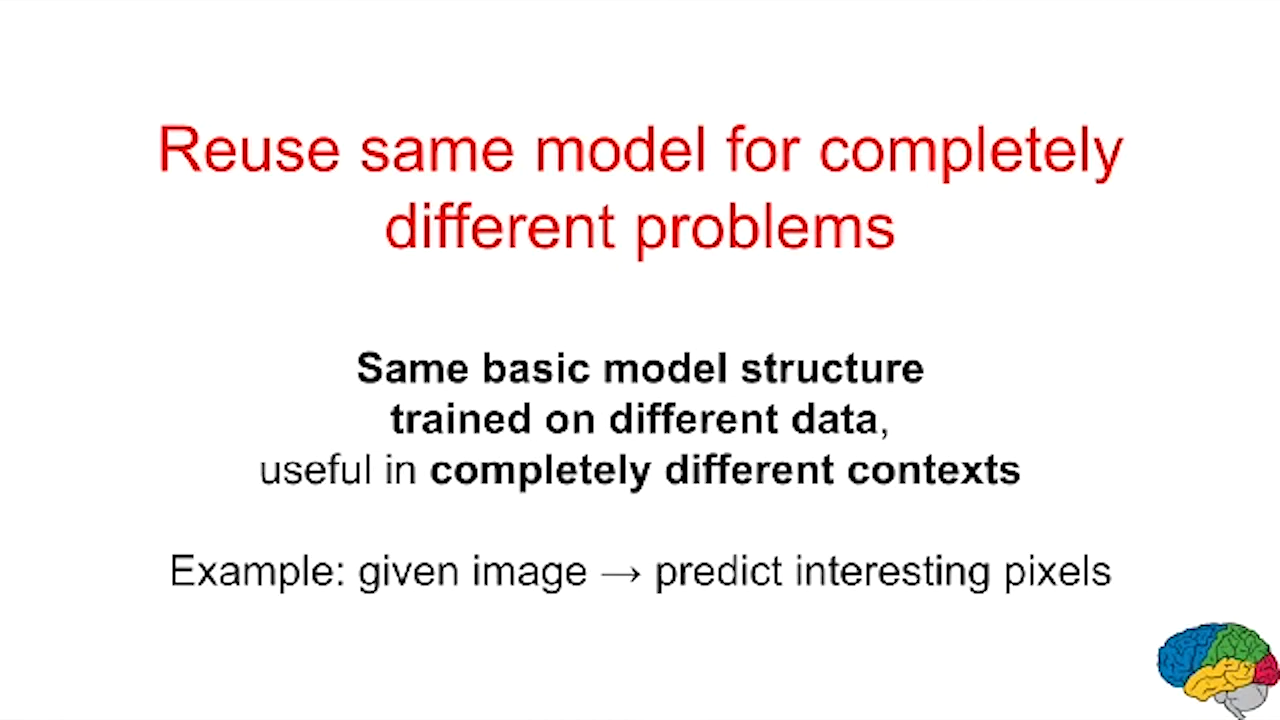 Reuse same model for completely
different problems
Same basic model structure
trained on different data,
useful in completely different contexts
Example: given image → predict interesting pixels